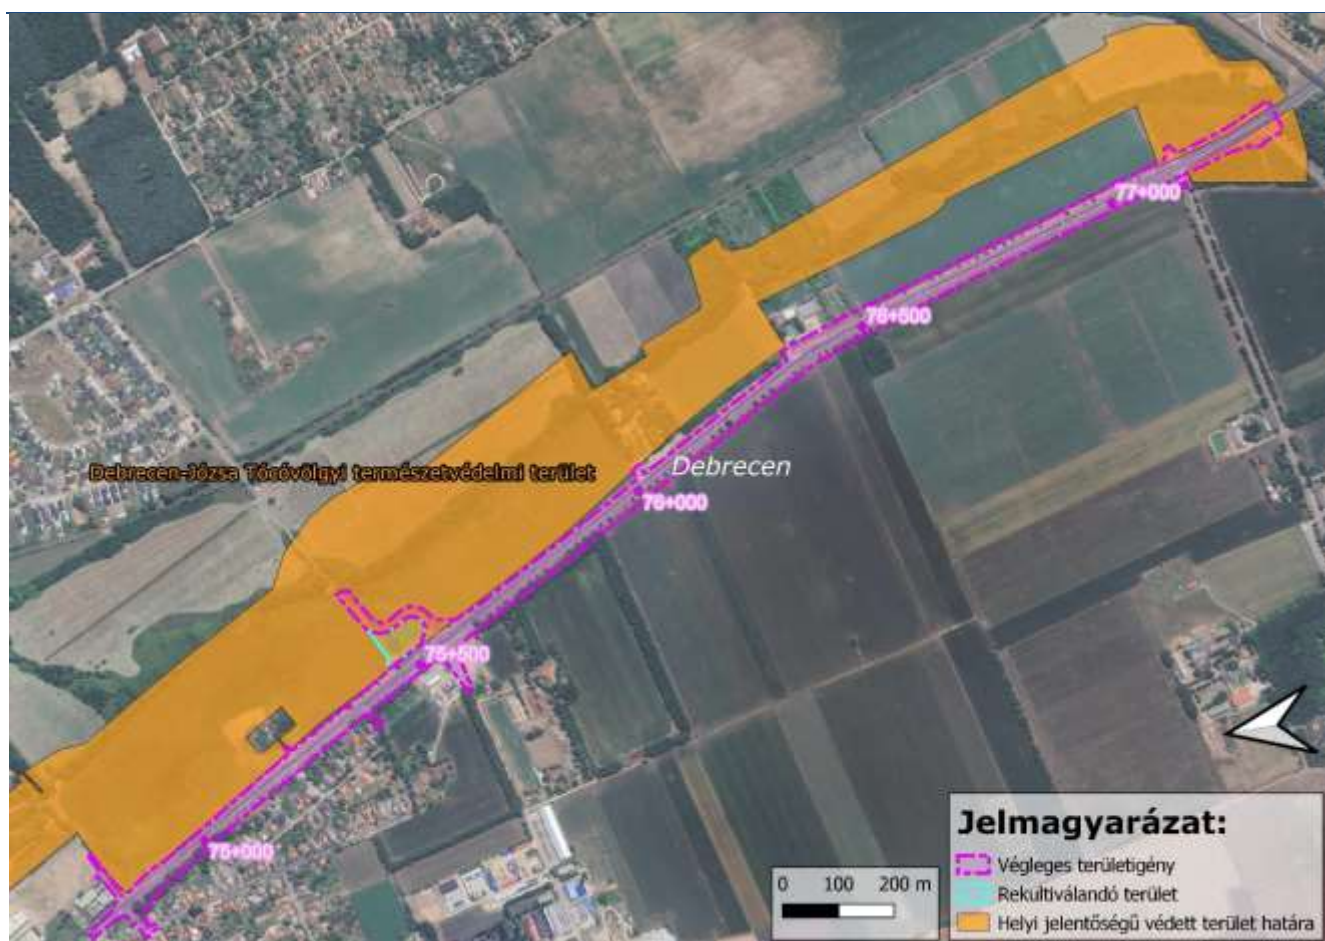 77+000
76+500
Debrecen-Józsa Tócóvölgyi természetvédelmi terület
Debrecen
76+000
75+500
75+000
Jelmagyarázat:
Végleges területigény
Rekultiválandó terület
Helyi jelentőségű védett terület határa
0 100 200 m